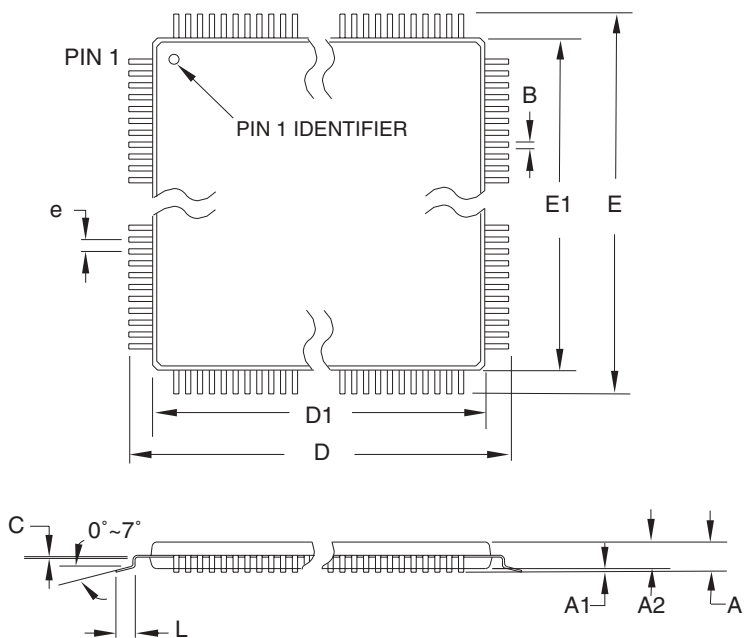 PIN 1
PIN 1 IDENTIFIER
B
e
E1
E
D1
D
C
0°~7°
L
A1
A2
A